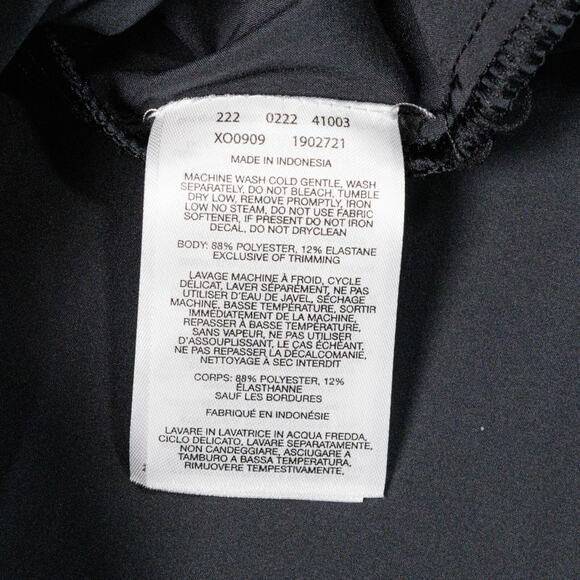 222 0222 41003
XO0909 1902721
MADE IN INDONESIA
MACHINE WASH COLD GENTLE, WASH
SEPARATELY, DO NOT BLEACH, TUMBLE
DRY LOW, REMOVE PROMPTLY, IRON
LOW NO STEAM, DO NOT USE FABRIC
SOFTENER, IF PRESENT DO NOT IRON
DECAL, DO NOT DRYCLEAN
BODY: 88% POLYESTER, 12% ELASTANE
EXCLUSIVE OF TRIMMING
LAVAGE MACHINE À FROID, CYCLE
DÉLICAT, LAVER SÉPARÉMENT, NE PAS
UTILISER D'EAU DE JAVEL, SÉCHAGE
MACHINE, BASSE TEMPÉRATURE, SORTIR
IMMÉDIATEMENT DE LA MACHINE,
REPASSER À BASSE TEMPÉRATURE,
SANS VAPEUR, NE PAS UTILISER
D'ASSOUPLISSANT, LE CAS ÉCHÉANT,
NE PAS REPASSER LA DÉCALCOMANIE,
NETTOYAGE À SEC INTERDIT
CORPS: 88% POLYESTER, 12%
ÉLASTHANNE
SAUF LES BORDURES
FABRIQUÉ EN INDONÉSIE
LAVARE IN LAVATRICE IN ACQUA FREDDA,
CICLO DELICATO, LAVARE SEPARATAMENTE,
NON CANDEGGIARE, ASCIUGARE A
TAMBURO A BASSA TEMPERATURA,
RIMUOVERE TEMPESTIVAMENTE.